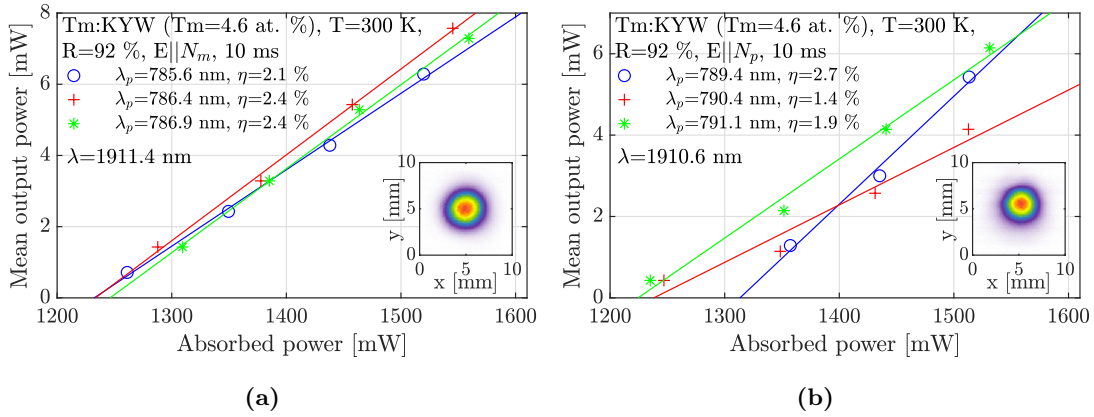 Tm:KYW (Tm=4.6 at. %), T=300 K,
R=92 %, E||N_m, 10 ms
λ_p=785.6 nm, η=2.1 %
λ_p=786.4 nm, η=2.4 %
λ_p=786.9 nm, η=2.4 %
λ=1911.4 nm
Mean output power [mW]
8
6
4
2
0
1200 1300 1400 1500 1600
Absorbed power [mW]
10
5
0
y [mm]
0 5 10
x [mm]
(a)
Tm:KYW (Tm=4.6 at. %), T=300 K,
R=92 %, E||N_p, 10 ms
λ_p=789.4 nm, η=2.7 %
λ_p=790.4 nm, η=1.4 %
λ_p=791.1 nm, η=1.9 %
λ=1910.6 nm
Mean output power [mW]
6
4
2
0
1200 1300 1400 1500 1600
Absorbed power [mW]
10
5
0
y [mm]
0 5 10
x [mm]
(b)